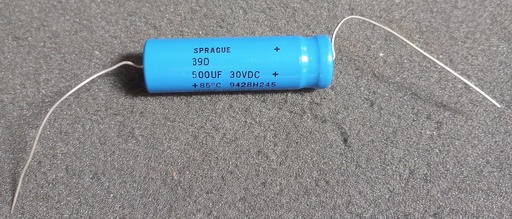 SPRAGUE +
39D
500UF 30VDC +
+85°C 9428H245